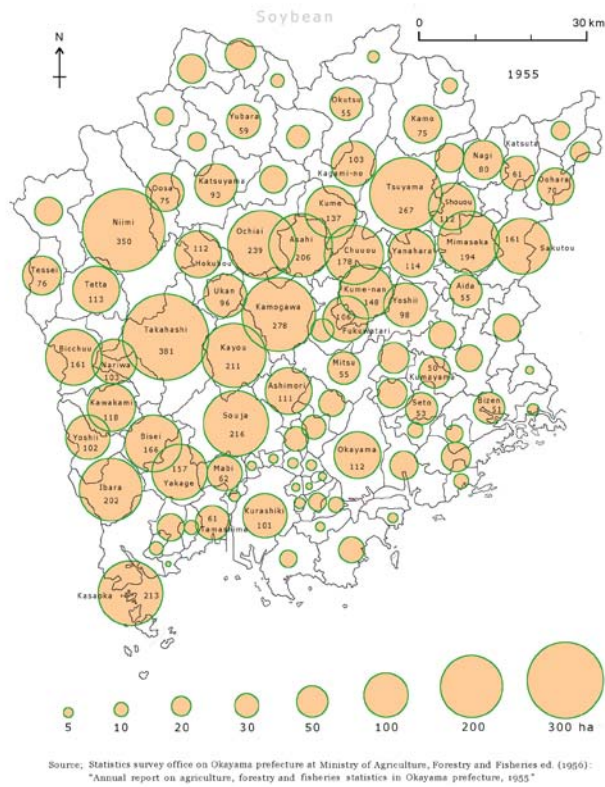 Soybean
0 30 km
N
1955
Okutsu
55
Yubara
59
Kamo
75
Katsuta
61
Nagi
80
Oohara
70
103
Kagami-no
Katsuyama
93
Oosa
75
Tsuyama
267
Shouou
112
Kume
137
Niimi
350
Ochiai
239
Asahi
206
112
Hokubou
Chuuou
178
Yanahara
114
Mimasaka
194
161
Sakutou
Tessei
76
Tetta
113
Ukan
96
Kume-nan
148
Aida
55
Yoshii
98
Kamogawa
278
106
Fukuwatari
Takahashi
381
Kayou
211
Bicchuu
161
Nariwa
103
Mitsu
55
50
Kumayama
Ashimori
111
Kawakami
118
Seto
53
Bizen
51
Souja
216
Yoshii
102
Bisei
166
Okayama
112
157
Yakage
Mabi
62
Ibara
202
Kurashiki
101
61
Tamashima
Kasaoka 213
5 10 20 30 50 100 200 300 ha
Source; Statistics survey office on Okayama prefecture at Ministry of Agriculture, Forestry and Fisheries ed. (1956):
"Annual report on agriculture, forestry and fisheries statistics in Okayama prefecture, 1955"